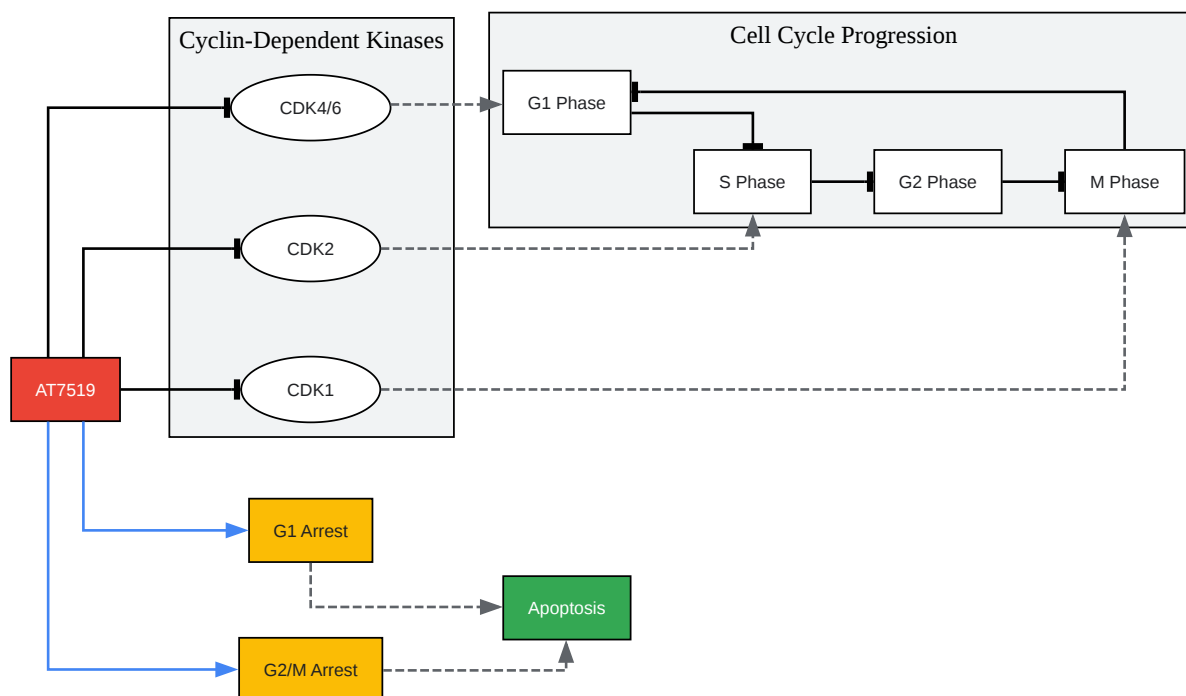 Cyclin-Dependent Kinases
Cell Cycle Progression
CDK4/6
G1 Phase
S Phase
G2 Phase
M Phase
CDK2
AT7519
CDK1
G1 Arrest
Apoptosis
G2/M Arrest